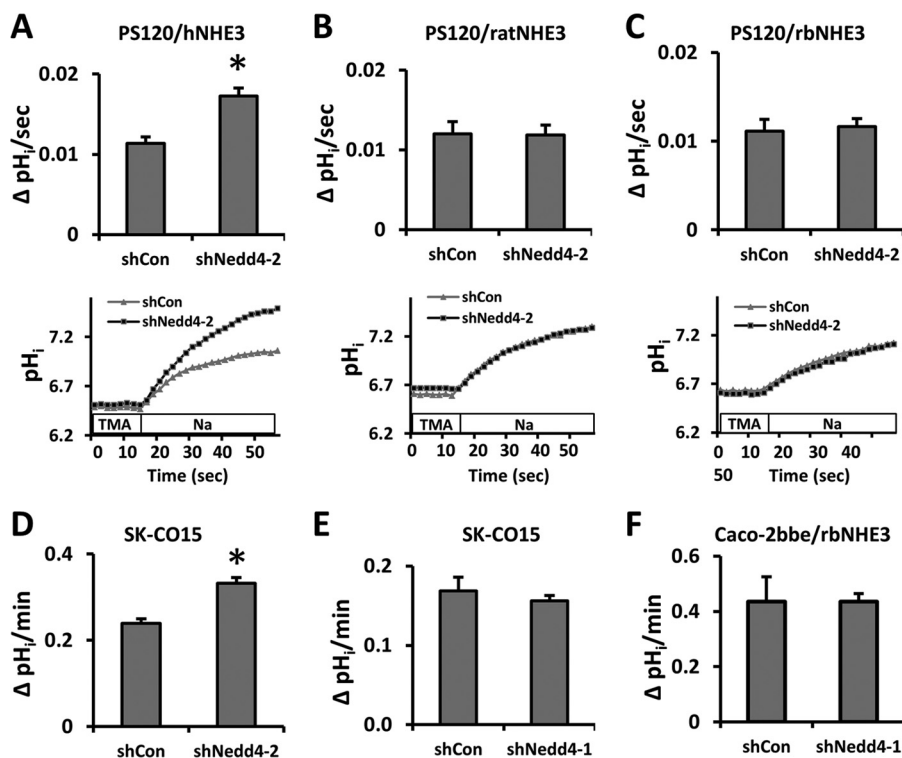 A PS120/hNHE3
B PS120/ratNHE3
C PS120/rbNHE3
Δ pHi/sec
0.02
0.01
0
*
shCon shNedd4-2
Δ pHi/sec
0.02
0.01
0
shCon shNedd4-2
Δ pHi/sec
0.02
0.01
0
shCon shNedd4-2
pHi
7.2
6.7
6.2
shCon
shNedd4-2
TMA Na
0 10 20 30 40 50
Time (sec)
7.2
6.7
6.2
shCon
shNedd4-2
TMA Na
0 10 20 30 40 50
Time (sec)
7.2
6.7
6.2
shCon
shNedd4-2
TMA Na
0 10 20 30 40
50
Time (sec)
D SK-CO15
E SK-CO15
F Caco-2bbe/rbNHE3
Δ pHi/min
0.4
0.2
0
*
shCon shNedd4-2
Δ pHi/min
0.2
0.1
0.0
shCon shNedd4-1
Δ pHi/min
0.6
0.4
0.2
0
shCon shNedd4-1